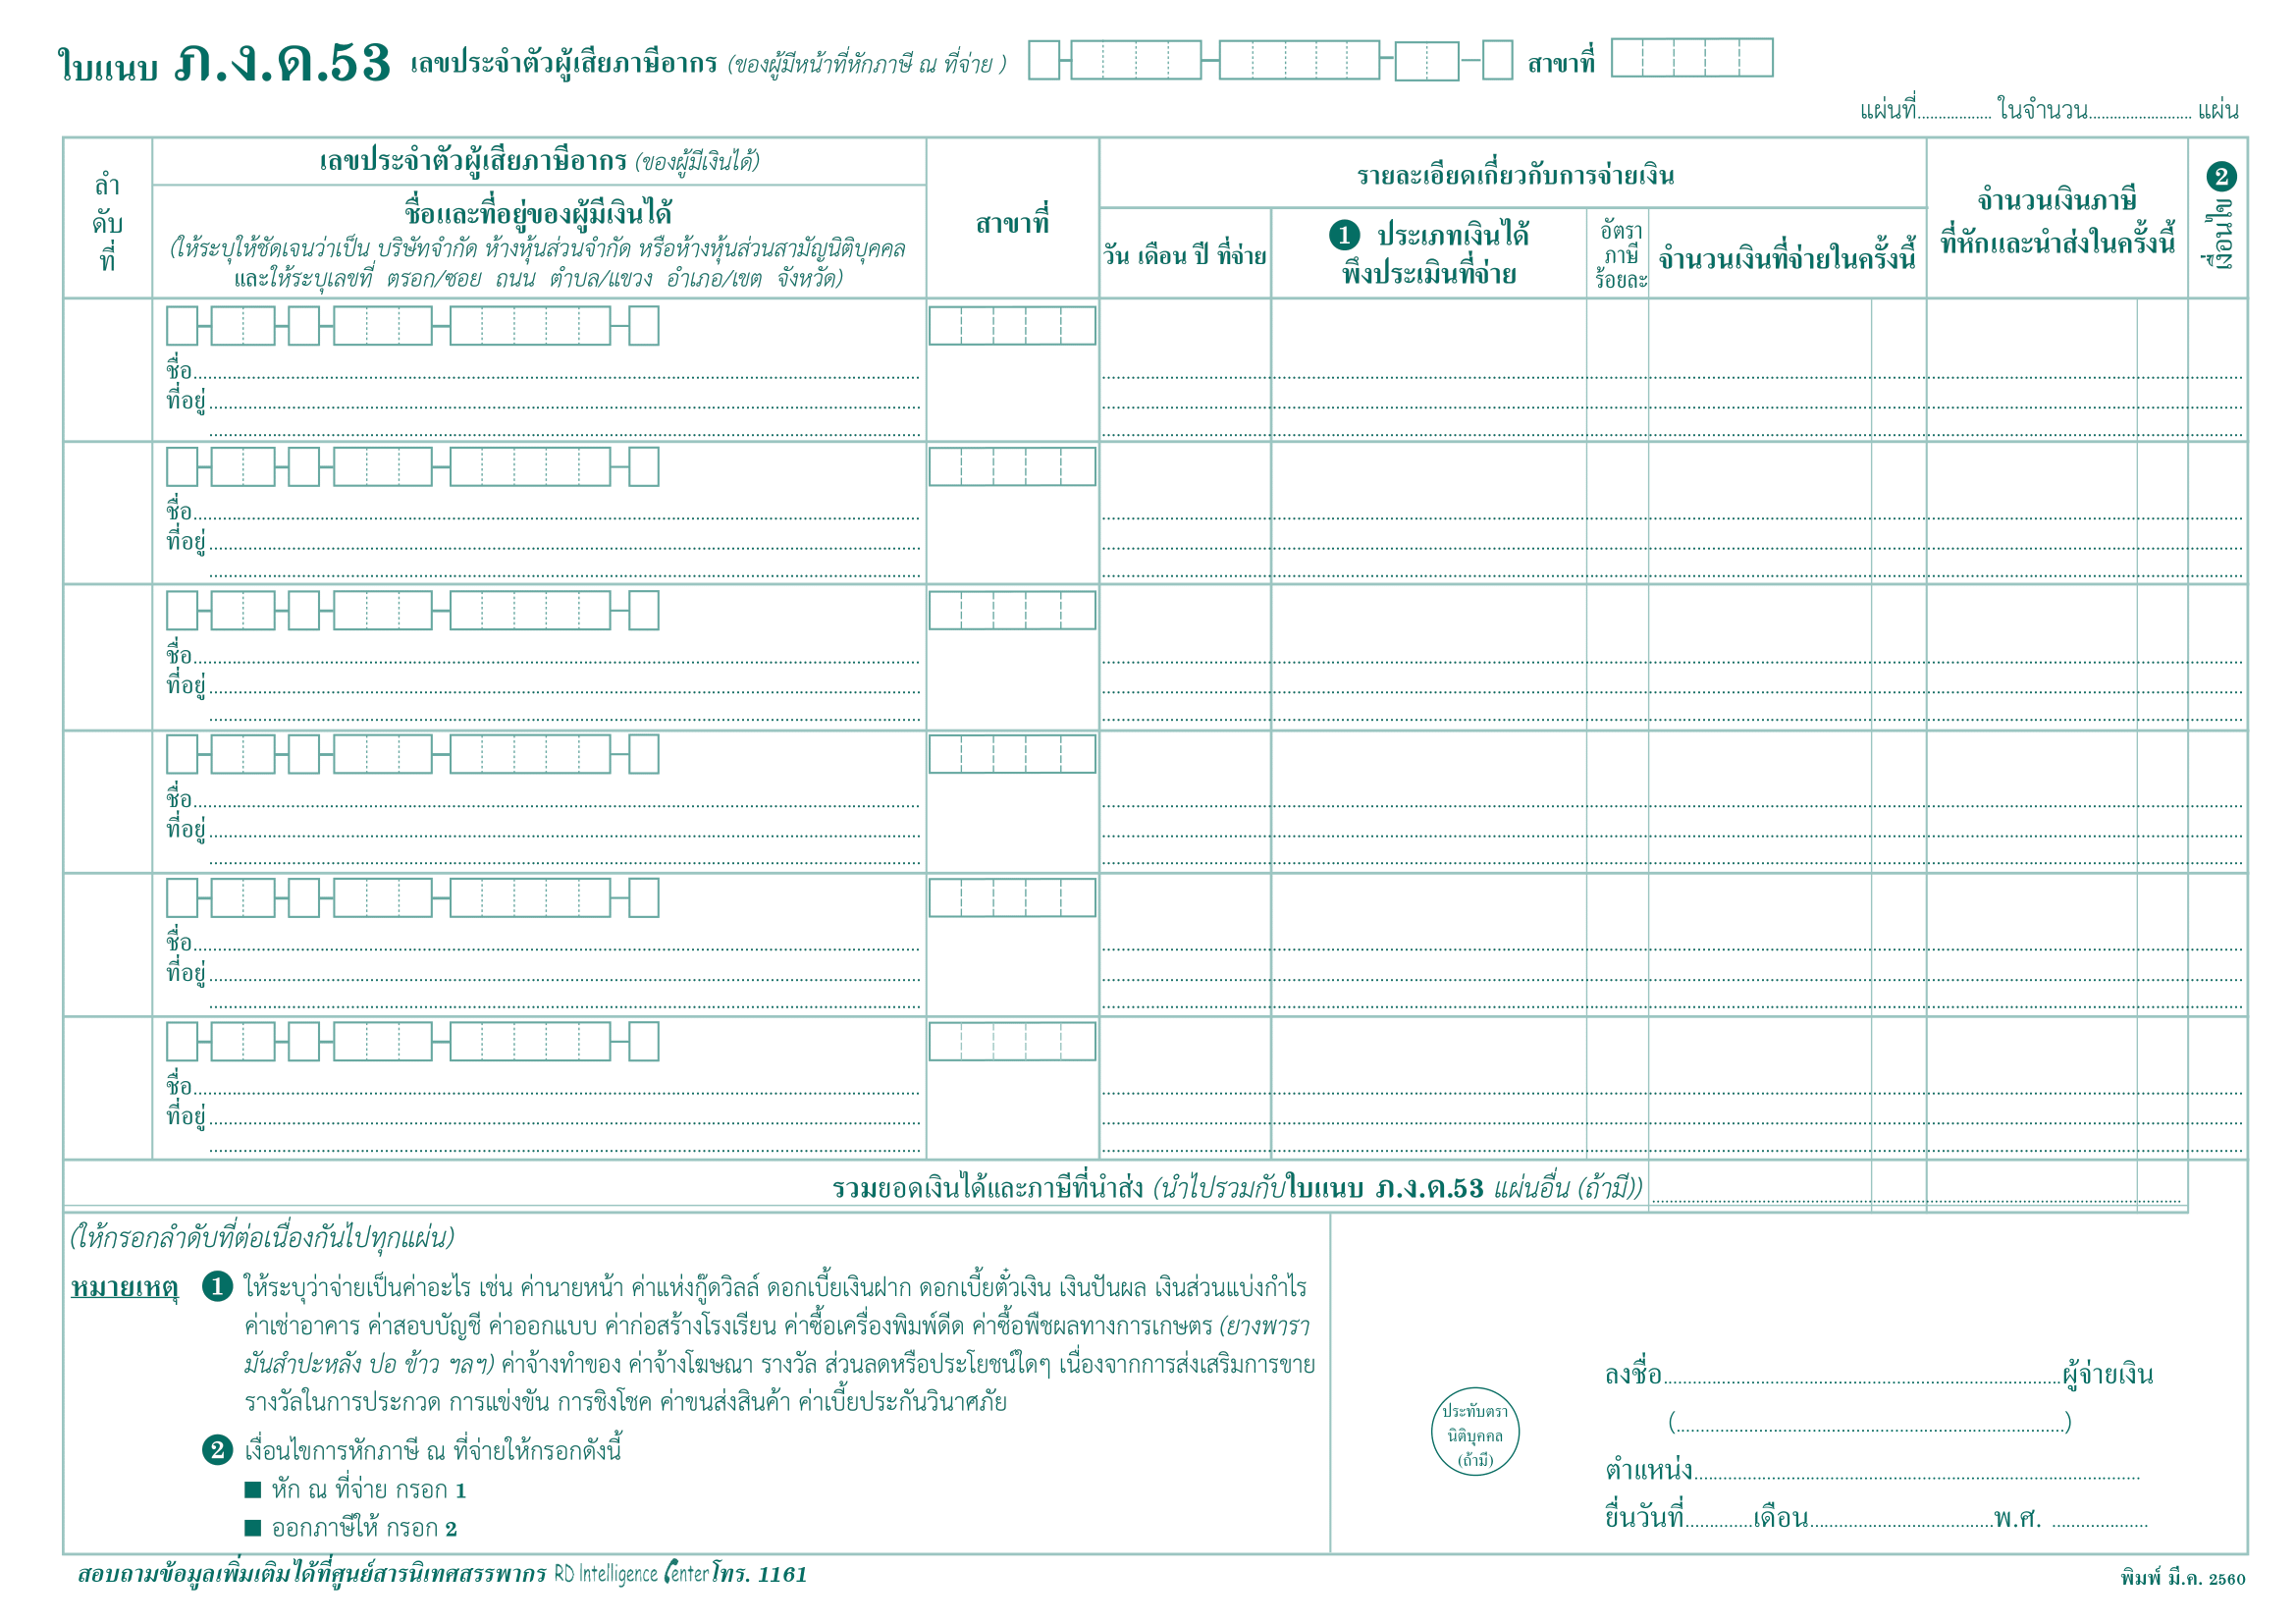 ใบแนบ ภ.ง.ด.53 เลขประจำตัวผู้เสียภาษีอากร (ของผู้มีหน้าที่หักภาษี ณ ที่จ่าย ) สาขาที่
แผ่นที่.................. ในจำนวน......................... แผ่น
ลำ
ดับ
ที่
เลขประจำตัวผู้เสียภาษีอากร (ของผู้มีเงินได้)
ชื่อและที่อยู่ของผู้มีเงินได้
(ให้ระบุให้ชัดเจนว่าเป็น บริษัทจำกัด ห้างหุ้นส่วนจำกัด หรือห้างหุ้นส่วนสามัญนิติบุคคล
และให้ระบุเลขที่ ตรอก/ซอย ถนน ตำบล/แขวง อำเภอ/เขต จังหวัด)
สาขาที่
รายละเอียดเกี่ยวกับการจ่ายเงิน
วัน เดือน ปี ที่จ่าย
1 ประเภทเงินได้
พึงประเมินที่จ่าย
อัตรา
ภาษี
ร้อยละ
จำนวนเงินที่จ่ายในครั้งนี้
จำนวนเงินภาษี
ที่หักและนำส่งในครั้งนี้
2
เงื่อนไข
ชื่อ
ที่อยู่
ชื่อ
ที่อยู่
ชื่อ
ที่อยู่
ชื่อ
ที่อยู่
ชื่อ
ที่อยู่
ชื่อ
ที่อยู่
รวมยอดเงินได้และภาษีที่นำส่ง (นำไปรวมกับใบแนบ ภ.ง.ด.53 แผ่นอื่น (ถ้ามี))
(ให้กรอกลำดับที่ต่อเนื่องกันไปทุกแผ่น)
หมายเหตุ 1 ให้ระบุว่าจ่ายเป็นค่าอะไร เช่น ค่านายหน้า ค่าแห่งกู๊ดวิลล์ ดอกเบี้ยเงินฝาก ดอกเบี้ยตั๋วเงิน เงินปันผล เงินส่วนแบ่งกำไร
ค่าเช่าอาคาร ค่าสอบบัญชี ค่าออกแบบ ค่าก่อสร้างโรงเรียน ค่าซื้อเครื่องพิมพ์ดีด ค่าซื้อพืชผลทางการเกษตร (ยางพารา
มันสำปะหลัง ปอ ข้าว ฯลฯ) ค่าจ้างทำของ ค่าจ้างโฆษณา รางวัล ส่วนลดหรือประโยชน์ใดๆ เนื่องจากการส่งเสริมการขาย
รางวัลในการประกวด การแข่งขัน การชิงโชค ค่าขนส่งสินค้า ค่าเบี้ยประกันวินาศภัย
2 เงื่อนไขการหักภาษี ณ ที่จ่ายให้กรอกดังนี้
■ หัก ณ ที่จ่าย กรอก 1
■ ออกภาษีให้ กรอก 2
ประทับตรา
นิติบุคคล
(ถ้ามี)
ลงชื่อ..........................................ผู้จ่ายเงิน
(..........................................)
ตำแหน่ง..........................................
ยื่นวันที่.............เดือน..............................พ.ศ. ..................
สอบถามข้อมูลเพิ่มเติมได้ที่ศูนย์สารนิเทศสรรพากร RD Intelligence Center โทร. 1161
พิมพ์ มี.ค. 2560